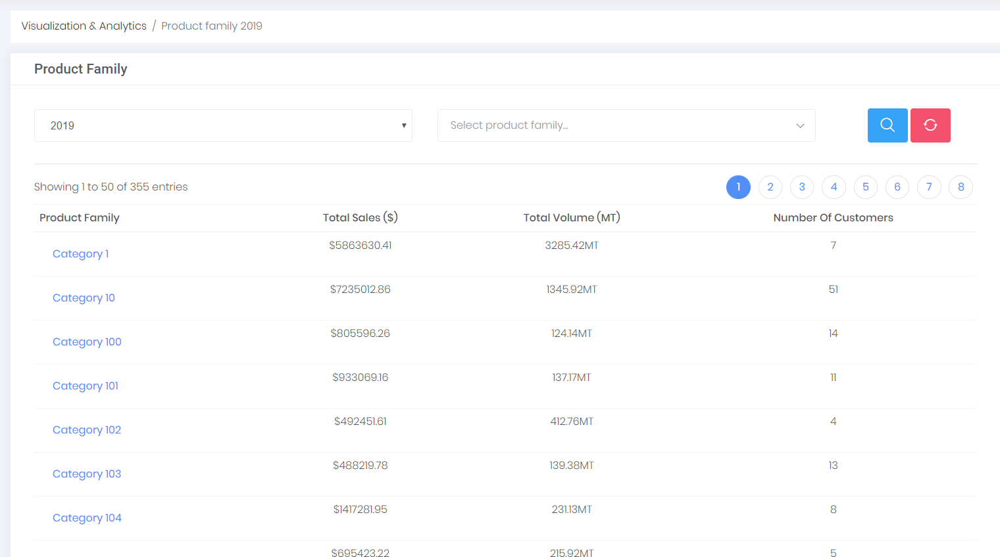 Visualization & Analytics / Product family 2019
Product Family
2019
Select product family...
Showing 1 to 50 of 355 entries
1 2 3 4 5 6 7 8
Product Family Total Sales ($) Total Volume (MT) Number Of Customers
Category 1 $5863630.41 3285.42MT 7
Category 10 $7235012.86 1345.92MT 51
Category 100 $805596.26 124.14MT 14
Category 101 $933069.16 137.17MT 11
Category 102 $492451.61 412.76MT 4
Category 103 $488219.78 139.38MT 13
Category 104 $1417281.95 231.13MT 8
$695423.22 215.92MT 5